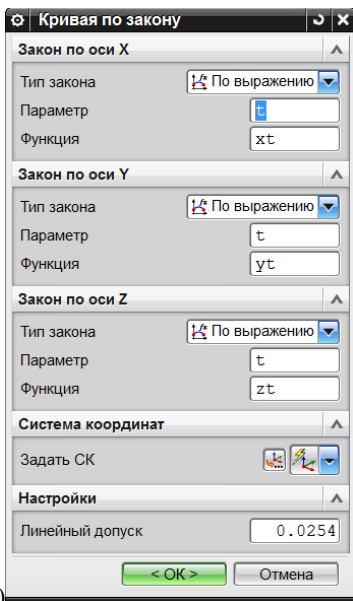 Кривая по закону
Закон по оси X
Тип закона По выражению
Параметр t
Функция xt
Закон по оси Y
Тип закона По выражению
Параметр t
Функция yt
Закон по оси Z
Тип закона По выражению
Параметр t
Функция zt
Система координат
Задать СК
Настройки
Линейный допуск 0.0254
< ОК > Отмена
)